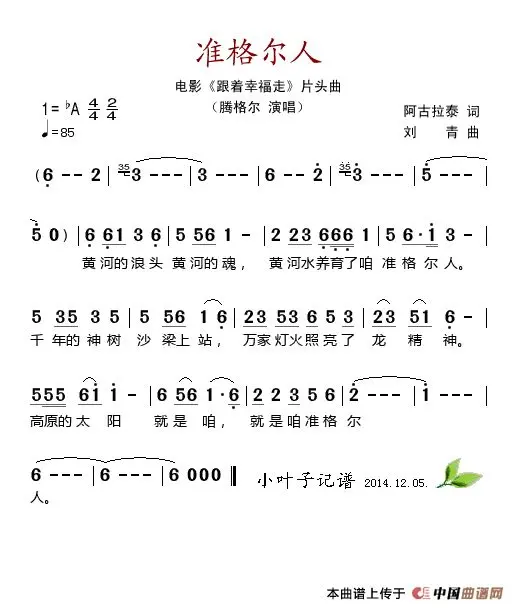 准格尔人
电影《跟着幸福走》片头曲
（腾格尔 演唱）
1=♭A 4/4 2/4
♩=85
阿古拉泰 词
刘 青 曲
(6 - - 2 | 35 3 - - - | 3 - - - | 6 - - 2 | 35 3 - - - | 5 - - -
5 0) | 6 61 3 6 | 5 56 1 - | 2 23 666 1 | 5 6·1 3 - |
黄河的浪头 黄河的魂， 黄河水养育了咱 准格尔人。
5 35 3 5 | 5 56 1 6 | 23 53 6 53 | 23 51 6 - |
千年的神树 沙梁上站， 万家灯火照亮了 龙精神。
555 61 1 - | 6 56 1·6 | 2 2 3 5 6 | 2 - - - | 1 - - - |
高原的太阳 就是咱， 就是咱准格尔
6 - - - | 6 - - - | 6 000 ‖
人。
小叶子记谱 2014.12.05.
本曲谱上传于 中国曲谱网